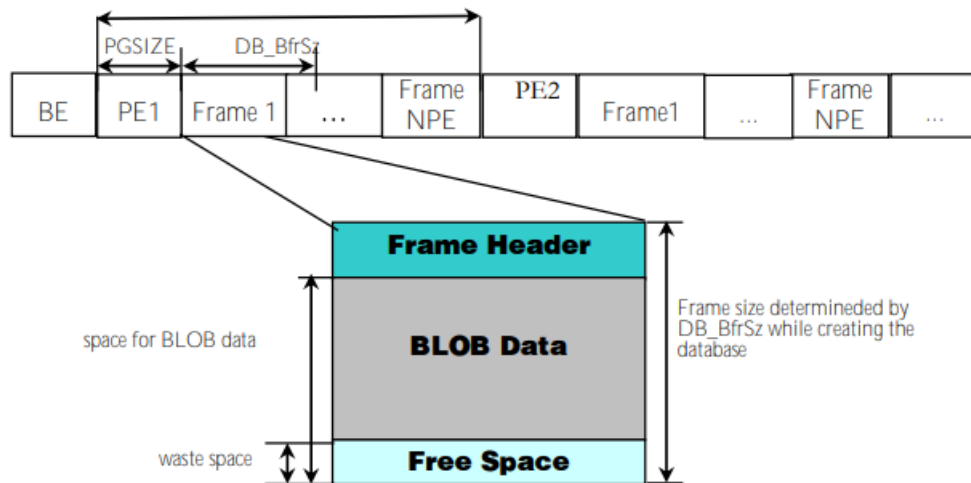 PGSIZE DB_BfrSz
BE PE1 Frame 1 ... Frame NPE PE2 Frame1 ... Frame NPE ...
Frame Header
space for BLOB data
BLOB Data
Frame size determineded by
DB_BfrSz while creating the
database
waste space
Free Space